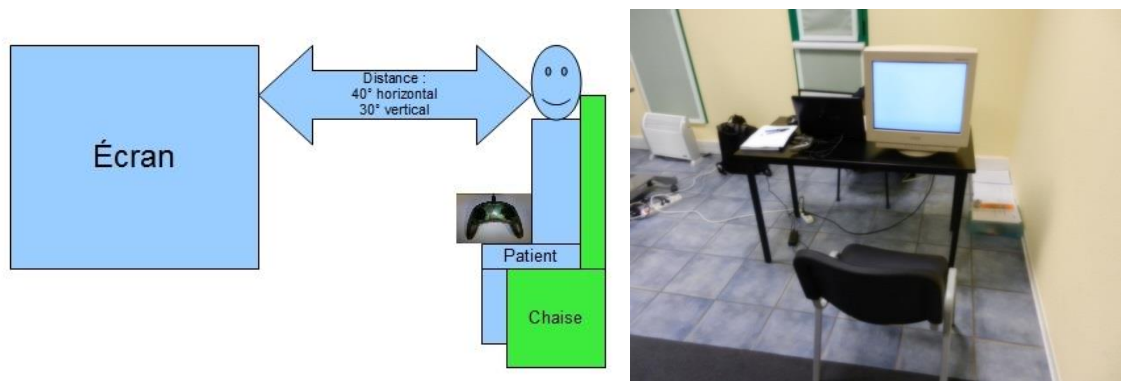 Écran
Distance :
40° horizontal
30° vertical
Patient
Chaise